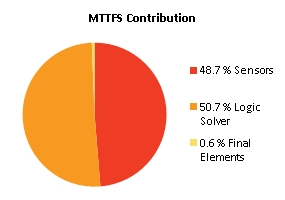 MTTFS Contribution
48.7 % Sensors
50.7 % Logic
Solver
0.6 % Final
Elements